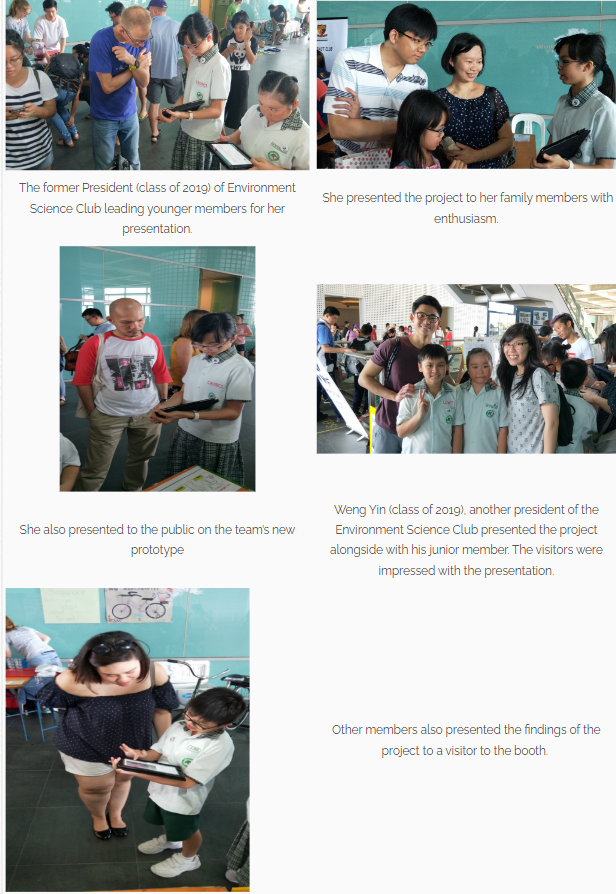 The former President (class of 2019) of Environment
Science Club leading younger members for her
presentation.
She presented the project to her family members with
enthusiasm.
She also presented to the public on the team's new
prototype
Weng Yin (class of 2019), another president of the
Environment Science Club presented the project
alongside with his junior member. The visitors were
impressed with the presentation.
Other members also presented the findings of the
project to a visitor to the booth.